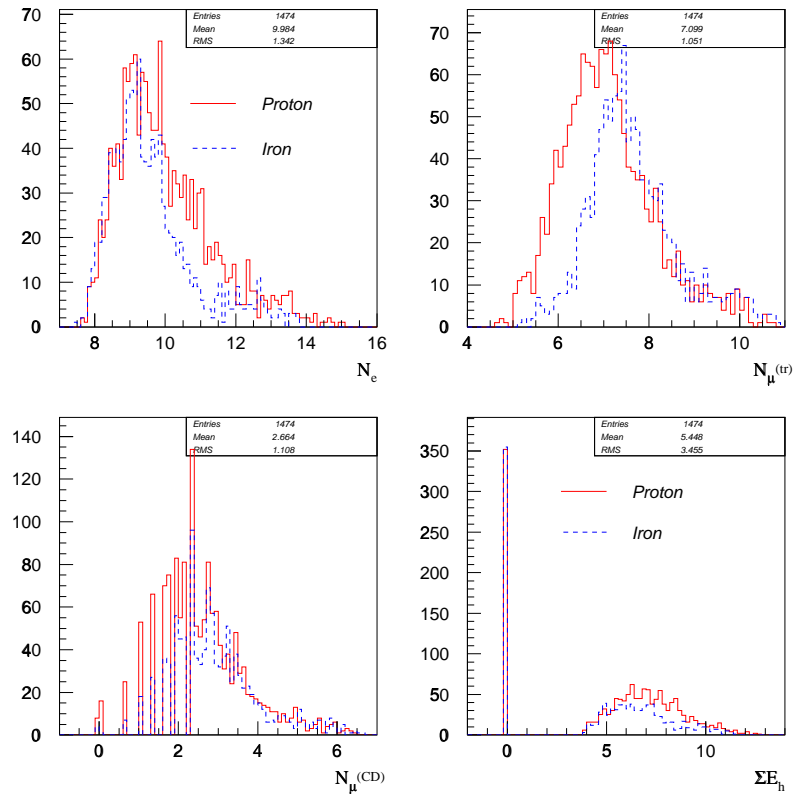 Entries 1474
Mean 9.984
RMS 1.342
70
60
50
40
30
20
10
0
Proton
Iron
8 10 12 14 16
N_e
Entries 1474
Mean 7.099
RMS 1.051
70
60
50
40
30
20
10
0
4 6 8 10
N_μ(tr)
Entries 1474
Mean 2.664
RMS 1.108
140
120
100
80
60
40
20
0
0 2 4 6
N_μ(CD)
Entries 1474
Mean 5.448
RMS 3.455
350
300
250
200
150
100
50
0
Proton
Iron
0 5 10
ΣE_h